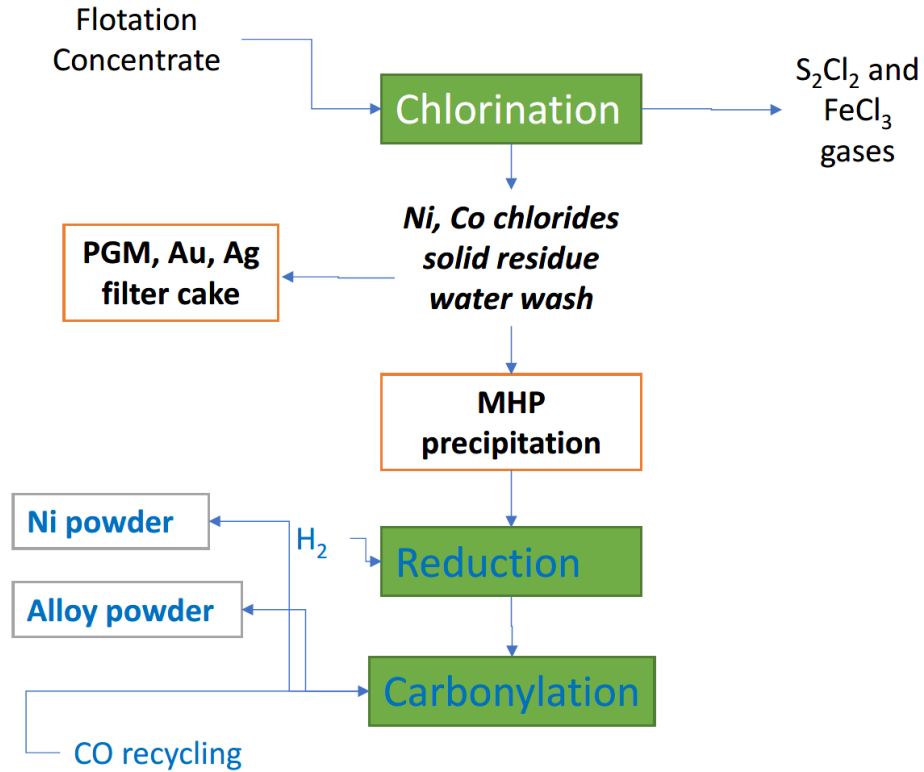 Flotation
Concentrate
Chlorination
S₂Cl₂ and
FeCl₃
gases
Ni, Co chlorides
solid residue
water wash
PGM, Au, Ag
filter cake
MHP
precipitation
Ni powder
H₂
Reduction
Alloy powder
Carbonylation
CO recycling